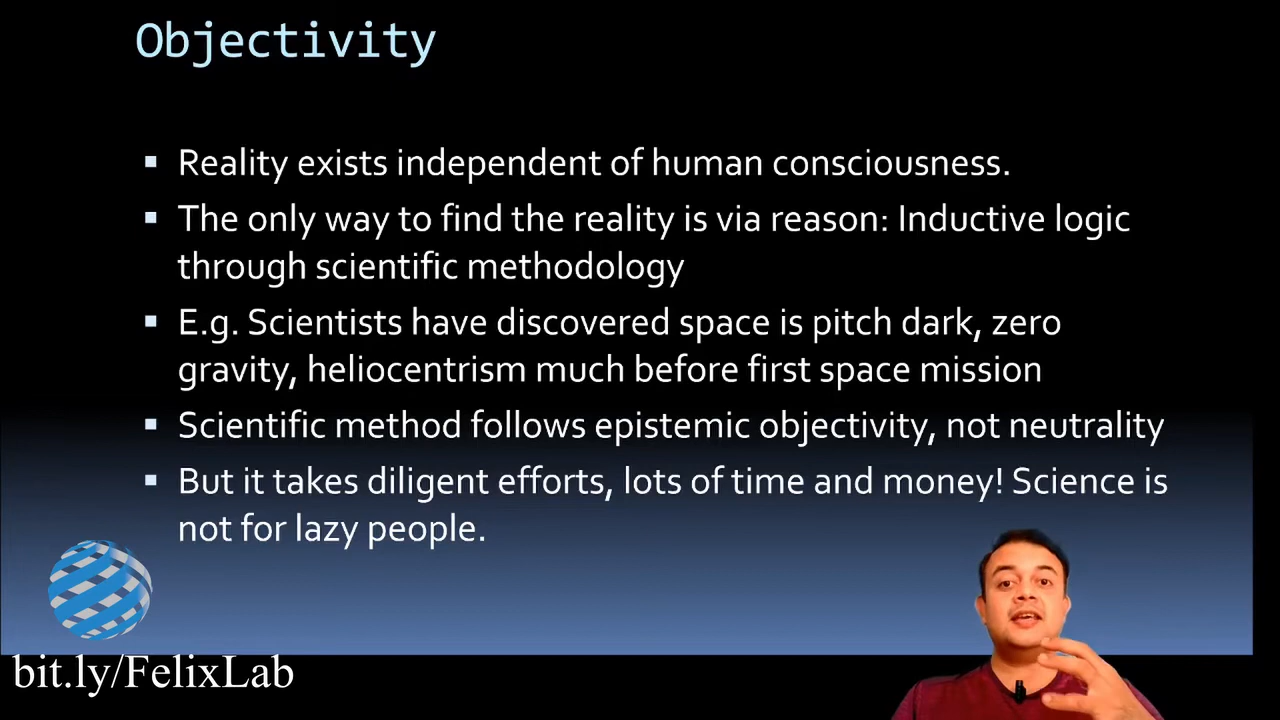 Objectivity
Reality exists independent of human consciousness.
The only way to find the reality is via reason: Inductive logic
through scientific methodology
E.g. Scientists have discovered space is pitch dark, zero
gravity, heliocentrism much before first space mission
Scientific method follows epistemic objectivity, not neutrality
But it takes diligent efforts, lots of time and money! Science is
not for lazy people.
bit.ly/FelixLab